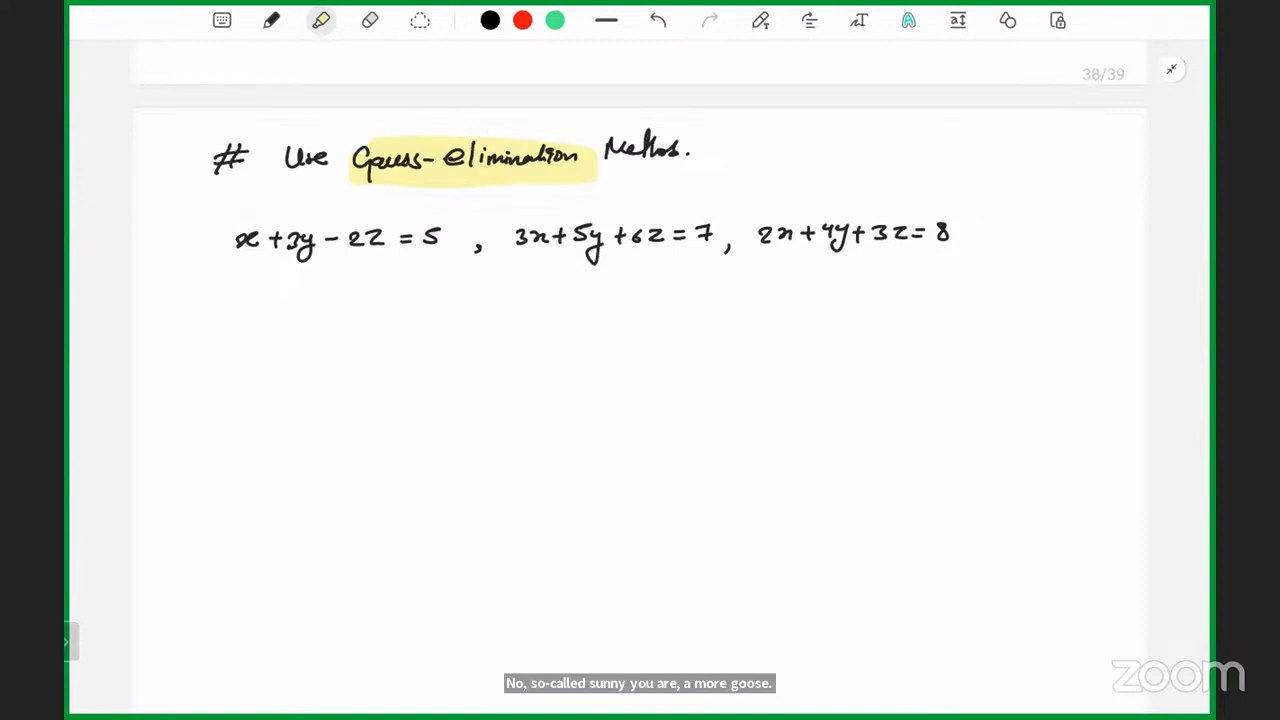 38/39
# Use Gauss-elimination Method.
x + 3y - 2z = 5 , 3x + 5y + 6z = 7 , 2x + 4y + 3z = 8
No, so-called sunny you are, a more goose.
zoom